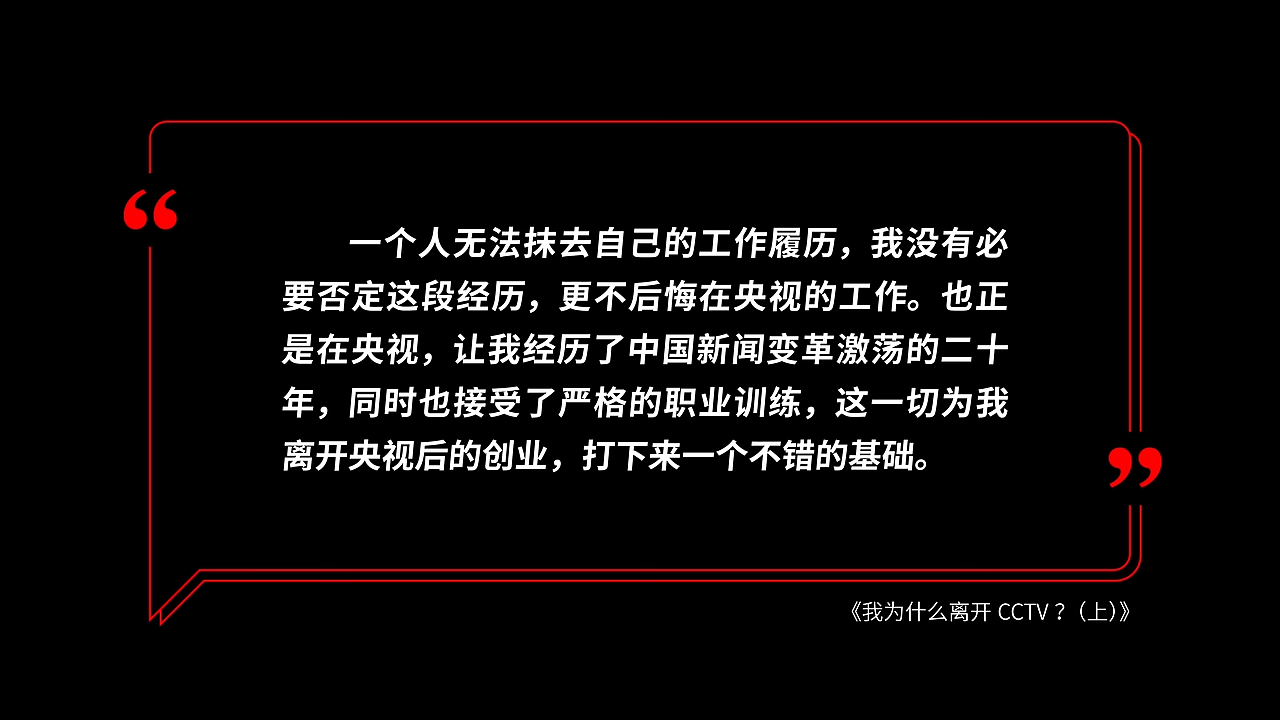 “
一个人无法抹去自己的工作履历，我没有必
要否定这段经历，更不后悔在央视的工作。也正
是在央视，让我经历了中国新闻变革激荡的二十
年，同时也接受了严格的职业训练，这一切为我
离开央视后的创业，打下来一个不错的基础。
”
《我为什么离开 CCTV？（上）》